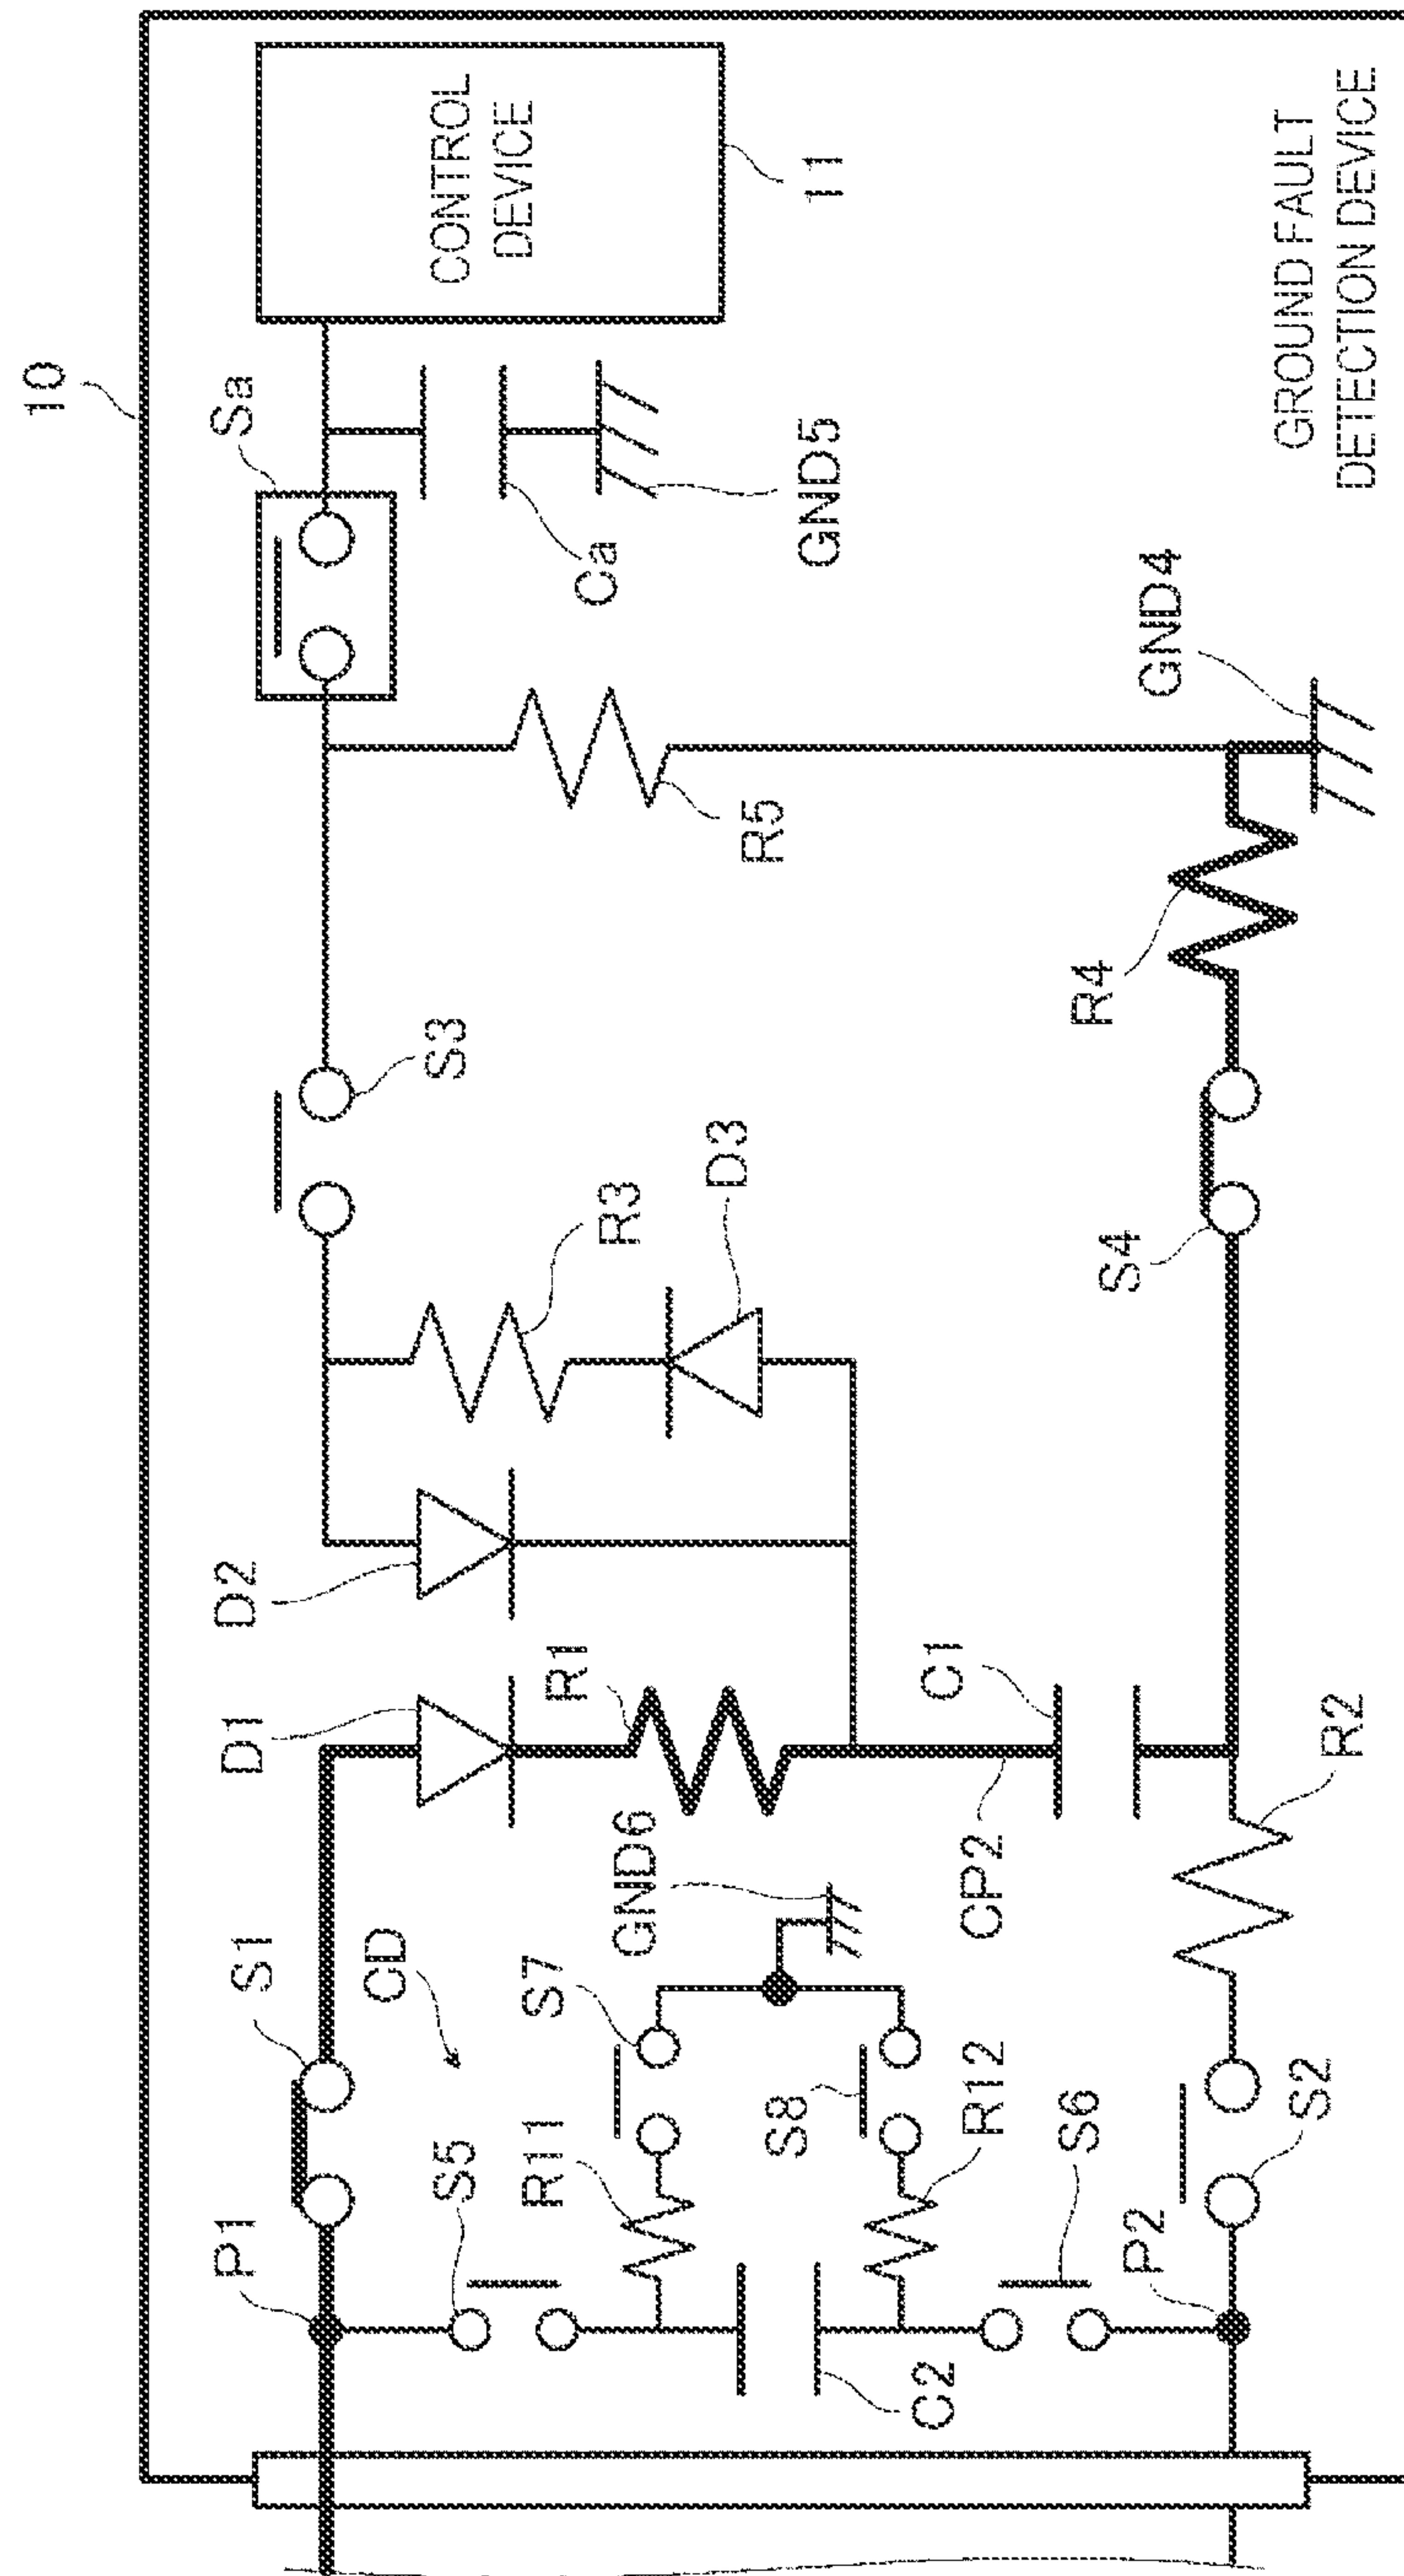 10
CONTROL
DEVICE
11
Sa
Ca
GND5
GROUND FAULT
DETECTION DEVICE
GND4
R5
R4
S3
S4
D3
R3
D2
D1
R1
C1
R2
CP2
GND6
S1
CD
S7
S8
R12
R11
S5
S6
S2
P1
P2
C2